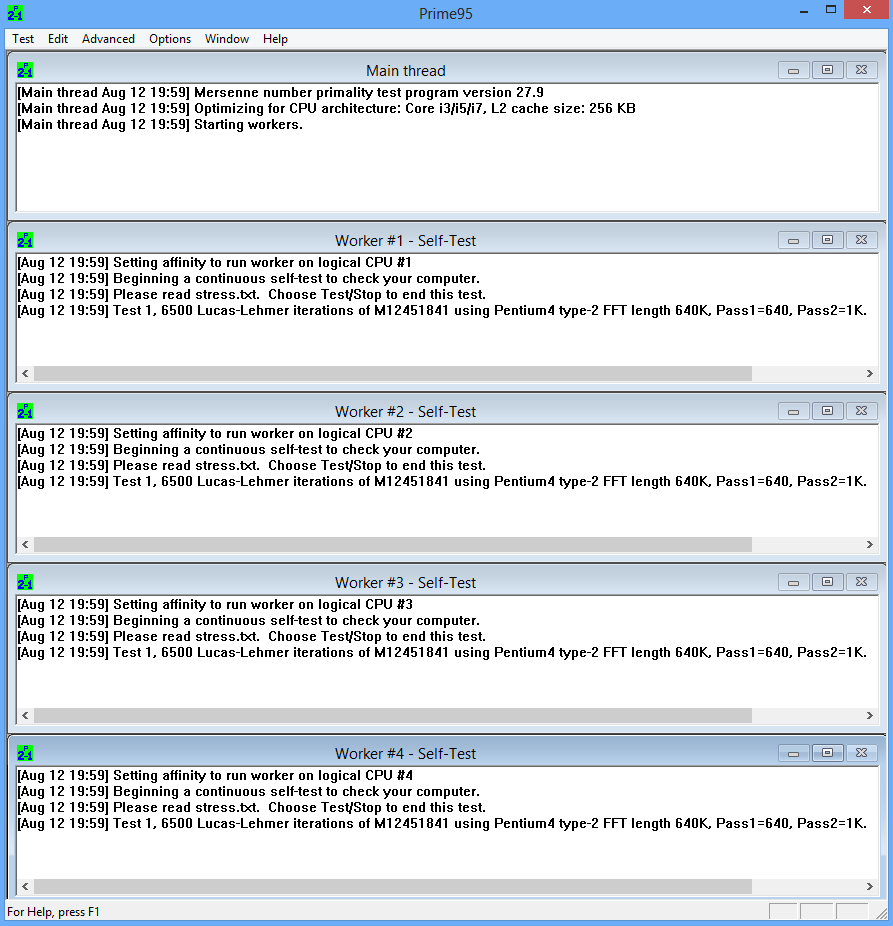 Prime95
Test Edit Advanced Options Window Help
Main thread
[Main thread Aug 12 19:59] Mersenne number primality test program version 27.9
[Main thread Aug 12 19:59] Optimizing for CPU architecture: Core i3/i5/i7, L2 cache size: 256 KB
[Main thread Aug 12 19:59] Starting workers.
Worker #1 - Self-Test
[Aug 12 19:59] Setting affinity to run worker on logical CPU #1
[Aug 12 19:59] Beginning a continuous self-test to check your computer.
[Aug 12 19:59] Please read stress.txt.  Choose Test/Stop to end this test.
[Aug 12 19:59] Test 1, 6500 Lucas-Lehmer iterations of M12451841 using Pentium4 type-2 FFT length 640K, Pass1=640, Pass2=1K.
Worker #2 - Self-Test
[Aug 12 19:59] Setting affinity to run worker on logical CPU #2
[Aug 12 19:59] Beginning a continuous self-test to check your computer.
[Aug 12 19:59] Please read stress.txt.  Choose Test/Stop to end this test.
[Aug 12 19:59] Test 1, 6500 Lucas-Lehmer iterations of M12451841 using Pentium4 type-2 FFT length 640K, Pass1=640, Pass2=1K.
Worker #3 - Self-Test
[Aug 12 19:59] Setting affinity to run worker on logical CPU #3
[Aug 12 19:59] Beginning a continuous self-test to check your computer.
[Aug 12 19:59] Please read stress.txt.  Choose Test/Stop to end this test.
[Aug 12 19:59] Test 1, 6500 Lucas-Lehmer iterations of M12451841 using Pentium4 type-2 FFT length 640K, Pass1=640, Pass2=1K.
Worker #4 - Self-Test
[Aug 12 19:59] Setting affinity to run worker on logical CPU #4
[Aug 12 19:59] Beginning a continuous self-test to check your computer.
[Aug 12 19:59] Please read stress.txt.  Choose Test/Stop to end this test.
[Aug 12 19:59] Test 1, 6500 Lucas-Lehmer iterations of M12451841 using Pentium4 type-2 FFT length 640K, Pass1=640, Pass2=1K.
For Help, press F1